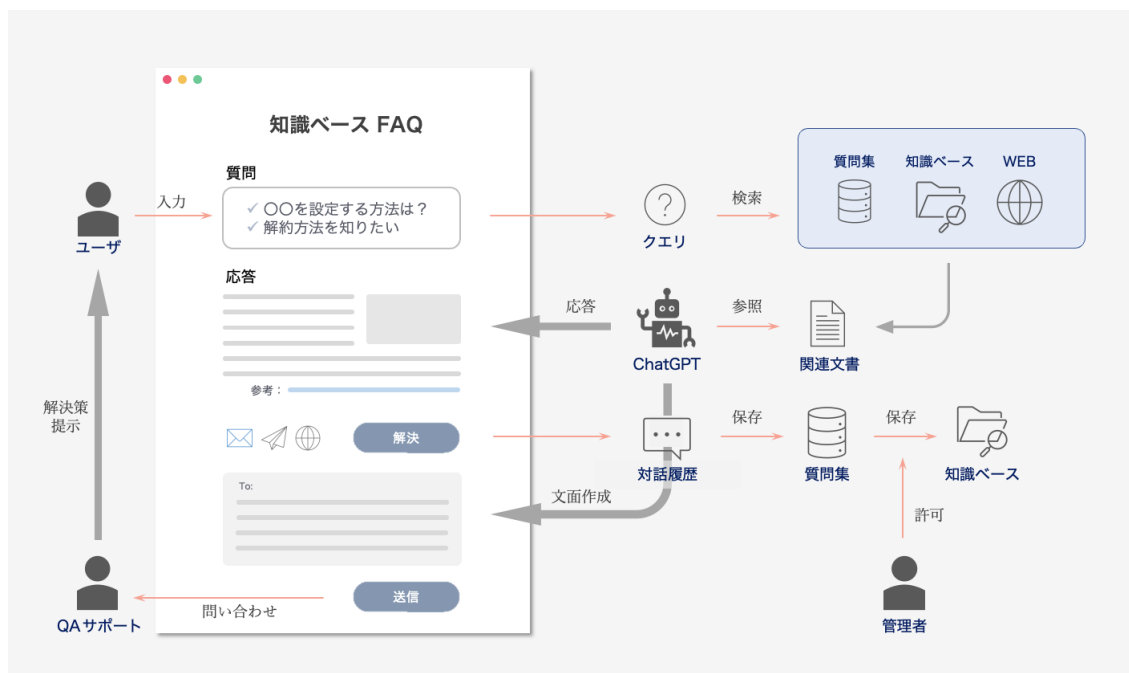 知識ベース FAQ
質問
入力
✓ 〇〇を設定する方法は？
✓ 解約方法を知りたい
ユーザ
クエリ
検索
質問集
知識ベース
WEB
応答
応答
ChatGPT
参照
関連文書
参考：
解決策
提示
解決
対話履歴
保存
質問集
保存
知識ベース
To:
文面作成
許可
送信
問い合わせ
QAサポート
管理者